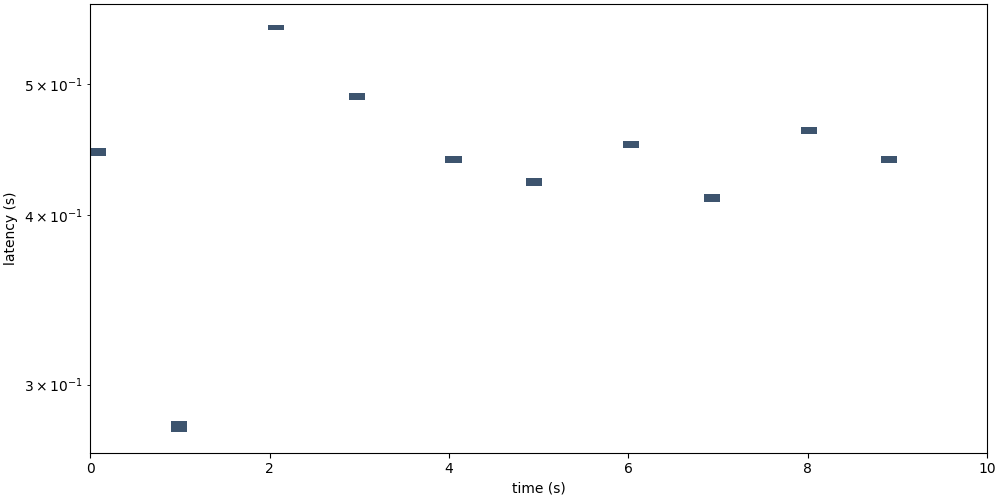 5 × 10⁻¹
4 × 10⁻¹
3 × 10⁻¹
latency (s)
0 2 4 6 8 10
time (s)